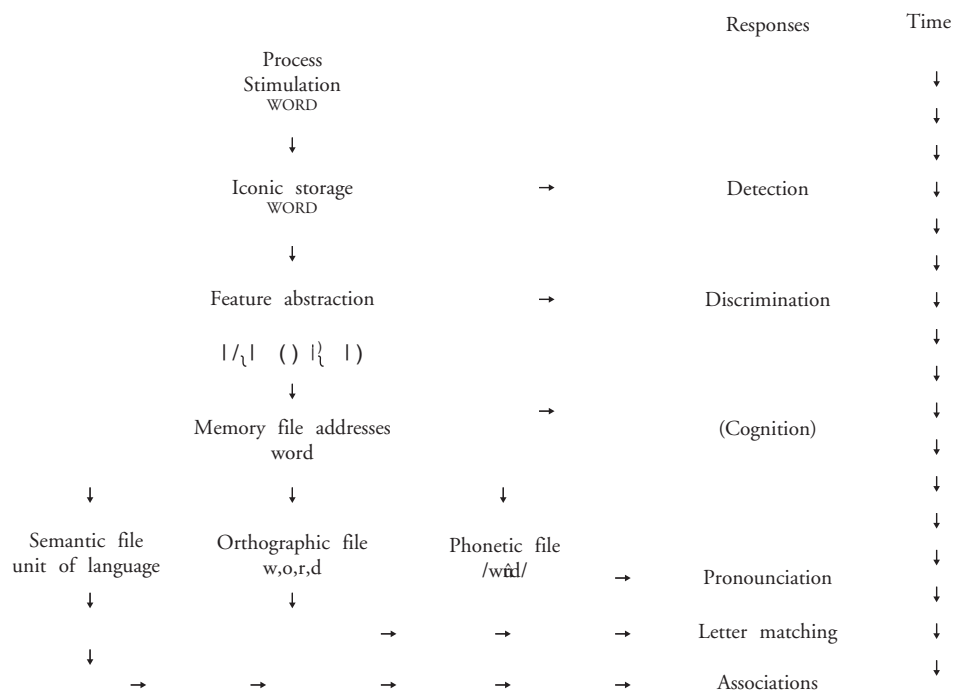 Responses Time
Process
Stimulation
WORD
Iconic storage
WORD
Detection
Feature abstraction
Discrimination
Memory file addresses
word
(Cognition)
Semantic file
unit of language
Orthographic file
w,o,r,d
Phonetic file
Pronounciation
Letter matching
Associations